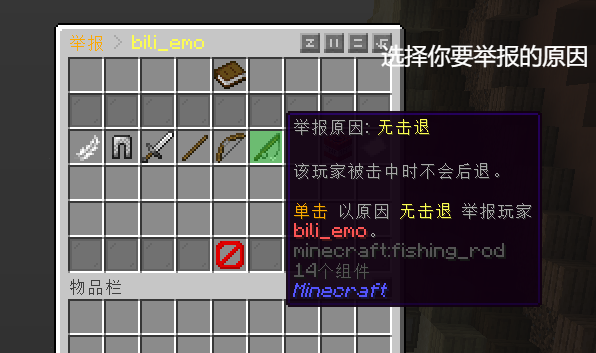 举报 > bili_emo
选择你要举报的原因
举报原因: 无击退
该玩家被击中时不会后退。
单击 以原因 无击退 举报玩家
bili_emo。
minecraft:fishing_rod
14个组件
Minecraft
物品栏